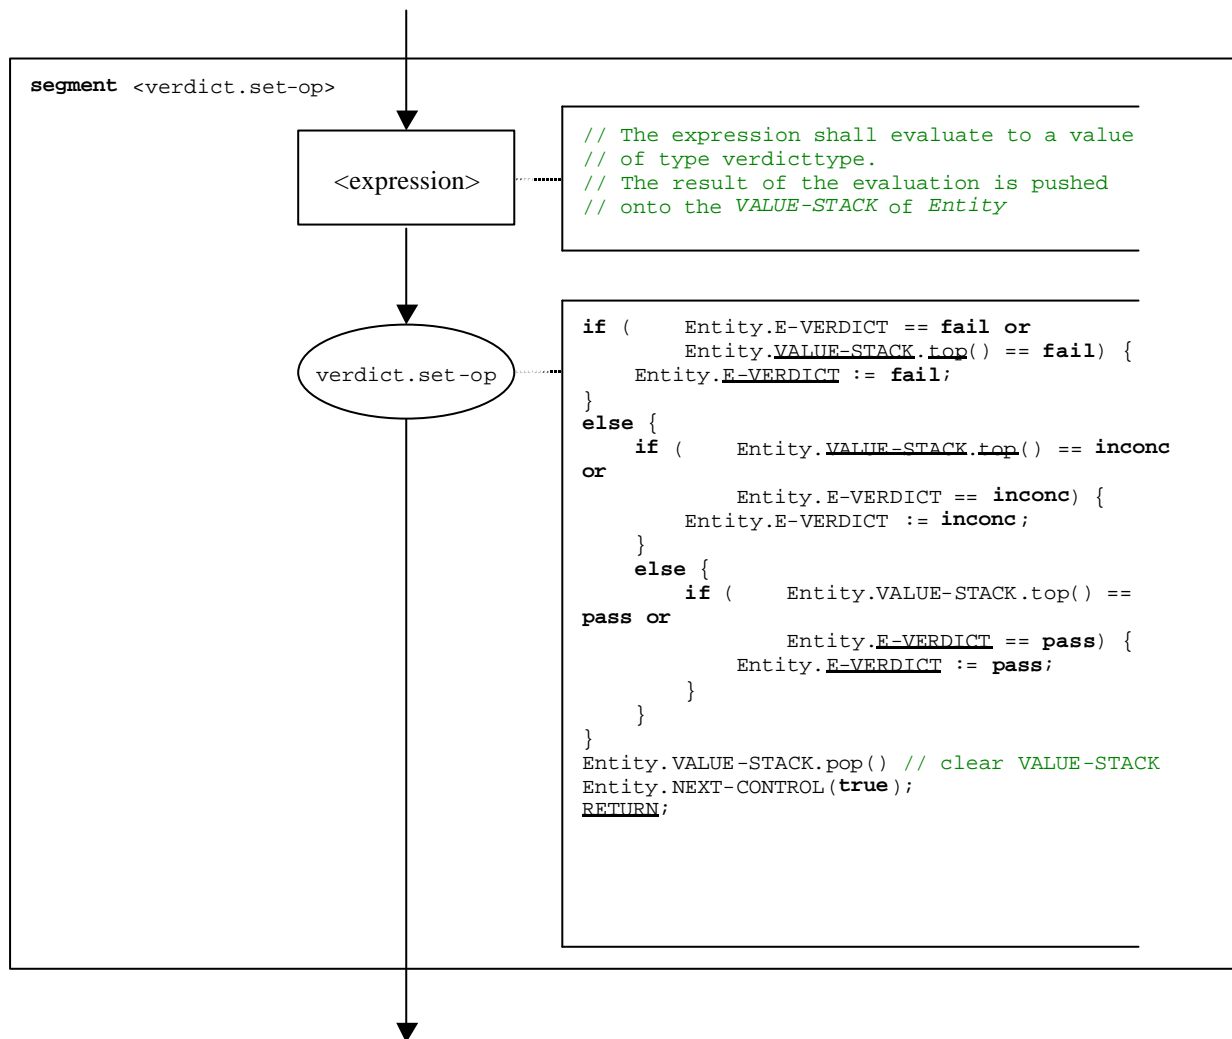 segment <verdict.set-op>
<expression>
// The expression shall evaluate to a value
// of type verdicttype.
// The result of the evaluation is pushed
// onto the VALUE-STACK of Entity
verdict.set-op
if ( Entity.E-VERDICT == fail or
Entity.VALUE-STACK.top() == fail) {
Entity.E-VERDICT := fail;
}
else {
if ( Entity.VALUE-STACK.top() == inconc
or
Entity.E-VERDICT == inconc) {
Entity.E-VERDICT := inconc;
}
else {
if ( Entity.VALUE-STACK.top() ==
pass or
Entity.E-VERDICT == pass) {
Entity.E-VERDICT := pass;
}
}
}
Entity.VALUE-STACK.pop() // clear VALUE-STACK
Entity.NEXT-CONTROL(true);
RETURN;